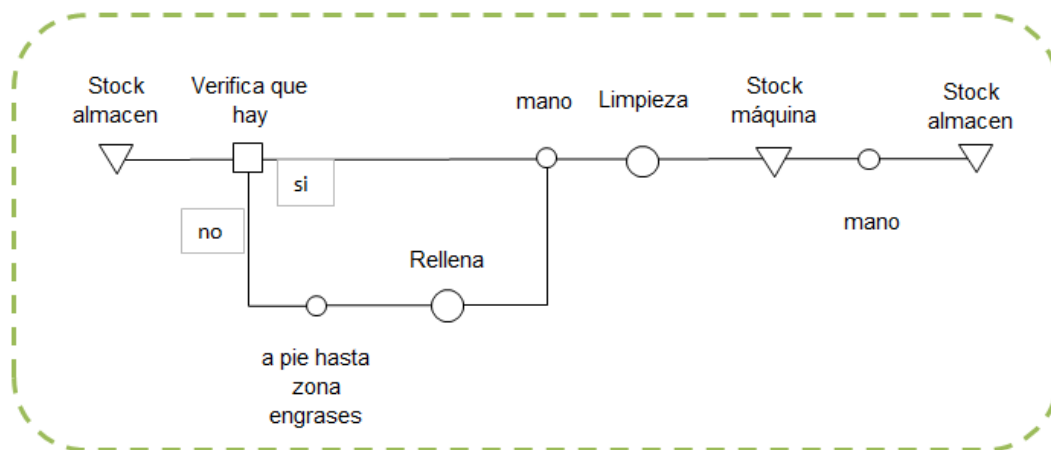 Stock
almacen
Verifica que
hay
mano
Limpieza
Stock
máquina
Stock
almacen
si
no
mano
Rellena
a pie hasta
zona
engrases